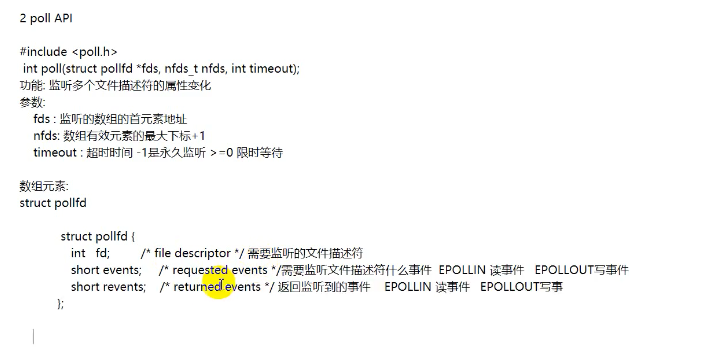 2 poll API
#include <poll.h>
int poll(struct pollfd *fds, nfds_t nfds, int timeout);
功能: 监听多个文件描述符的属性变化
参数:
fds : 监听的数组的首元素地址
nfds: 数组有效元素的最大下标+1
timeout : 超时时间 -1是永久监听 >=0 限时等待
数组元素:
struct pollfd
struct pollfd {
int fd; /* file descriptor */ 需要监听的文件描述符
short events; /* requested events */需要监听文件描述符什么事件 EPOLLIN 读事件 EPOLLOUT写事件
short revents; /* returned events */ 返回监听到的事件 EPOLLIN 读事件 EPOLLOUT写事
};